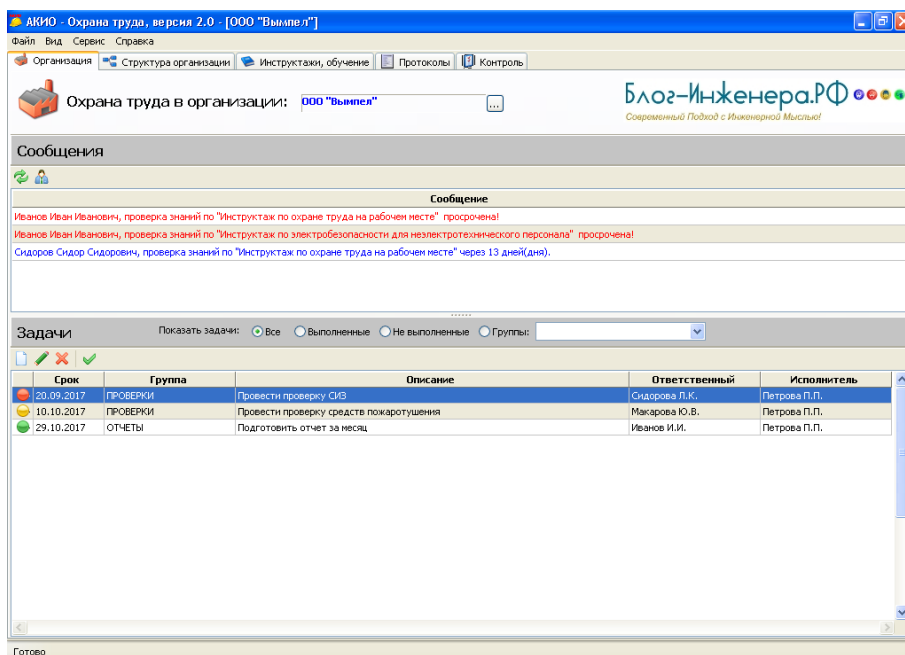 АКИО - Охрана труда, версия 2.0 - [ООО "Вымпел"]
Файл Вид Сервис Справка
Организация Структура организации Инструктажи, обучение Протоколы Контроль
Охрана труда в организации: ООО "Вымпел" ...
Блог-Инженера.РФ
Современный Подход с Инженерной Мыслью!
Сообщения
Сообщение
Иванов Иван Иванович, проверка знаний по "Инструктаж по охране труда на рабочем месте" просрочена!
Иванов Иван Иванович, проверка знаний по "Инструктаж по электробезопасности для неэлектротехнического персонала" просрочена!
Сидоров Сидор Сидорович, проверка знаний по "Инструктаж по охране труда на рабочем месте" через 13 дней(дня).
Задачи Показать задачи: Все Выполненные Не выполненные Группы:
Срок Группа Описание Ответственный Исполнитель
20.09.2017 ПРОВЕРКИ Провести проверку СИЗ Сидорова Л.К. Петрова П.П.
10.10.2017 ПРОВЕРКИ Провести проверку средств пожаротушения Макарова Ю.В. Петрова П.П.
29.10.2017 ОТЧЕТЫ Подготовить отчет за месяц Иванов И.И. Петрова П.П.
Готово